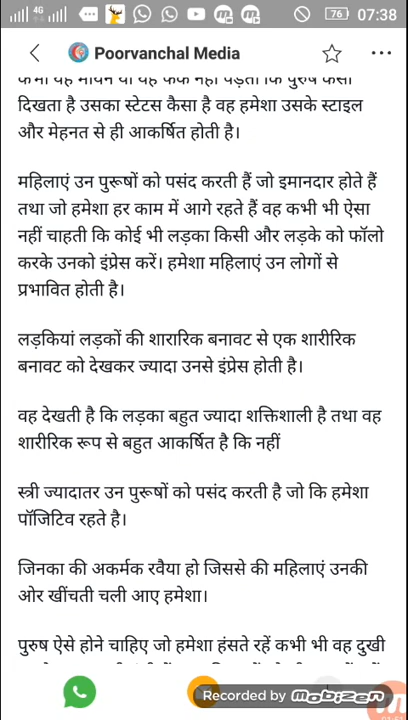 4G 76 07:38
Poorvanchal Media
दिखता है उसका स्टेटस कैसा है वह हमेशा उसके स्टाइल
और मेहनत से ही आकर्षित होती है।
महिलाएं उन पुरूषों को पसंद करती हैं जो इमानदार होते हैं
तथा जो हमेशा हर काम में आगे रहते हैं वह कभी भी ऐसा
नहीं चाहती कि कोई भी लड़का किसी और लड़के को फॉलो
करके उनको इंप्रेस करें। हमेशा महिलाएं उन लोगों से
प्रभावित होती है।
लड़कियां लड़कों की शारारिक बनावट से एक शारीरिक
बनावट को देखकर ज्यादा उनसे इंप्रेस होती है।
वह देखती है कि लड़का बहुत ज्यादा शक्तिशाली है तथा वह
शारीरिक रूप से बहुत आकर्षित है कि नहीं
स्त्री ज्यादातर उन पुरूषों को पसंद करती है जो कि हमेशा
पॉजिटिव रहते है।
जिनका की अकर्मक रवैया हो जिससे की महिलाएं उनकी
ओर खींचती चली आए हमेशा।
पुरुष ऐसे होने चाहिए जो हमेशा हंसते रहें कभी भी वह दुखी
Recorded by mobizen